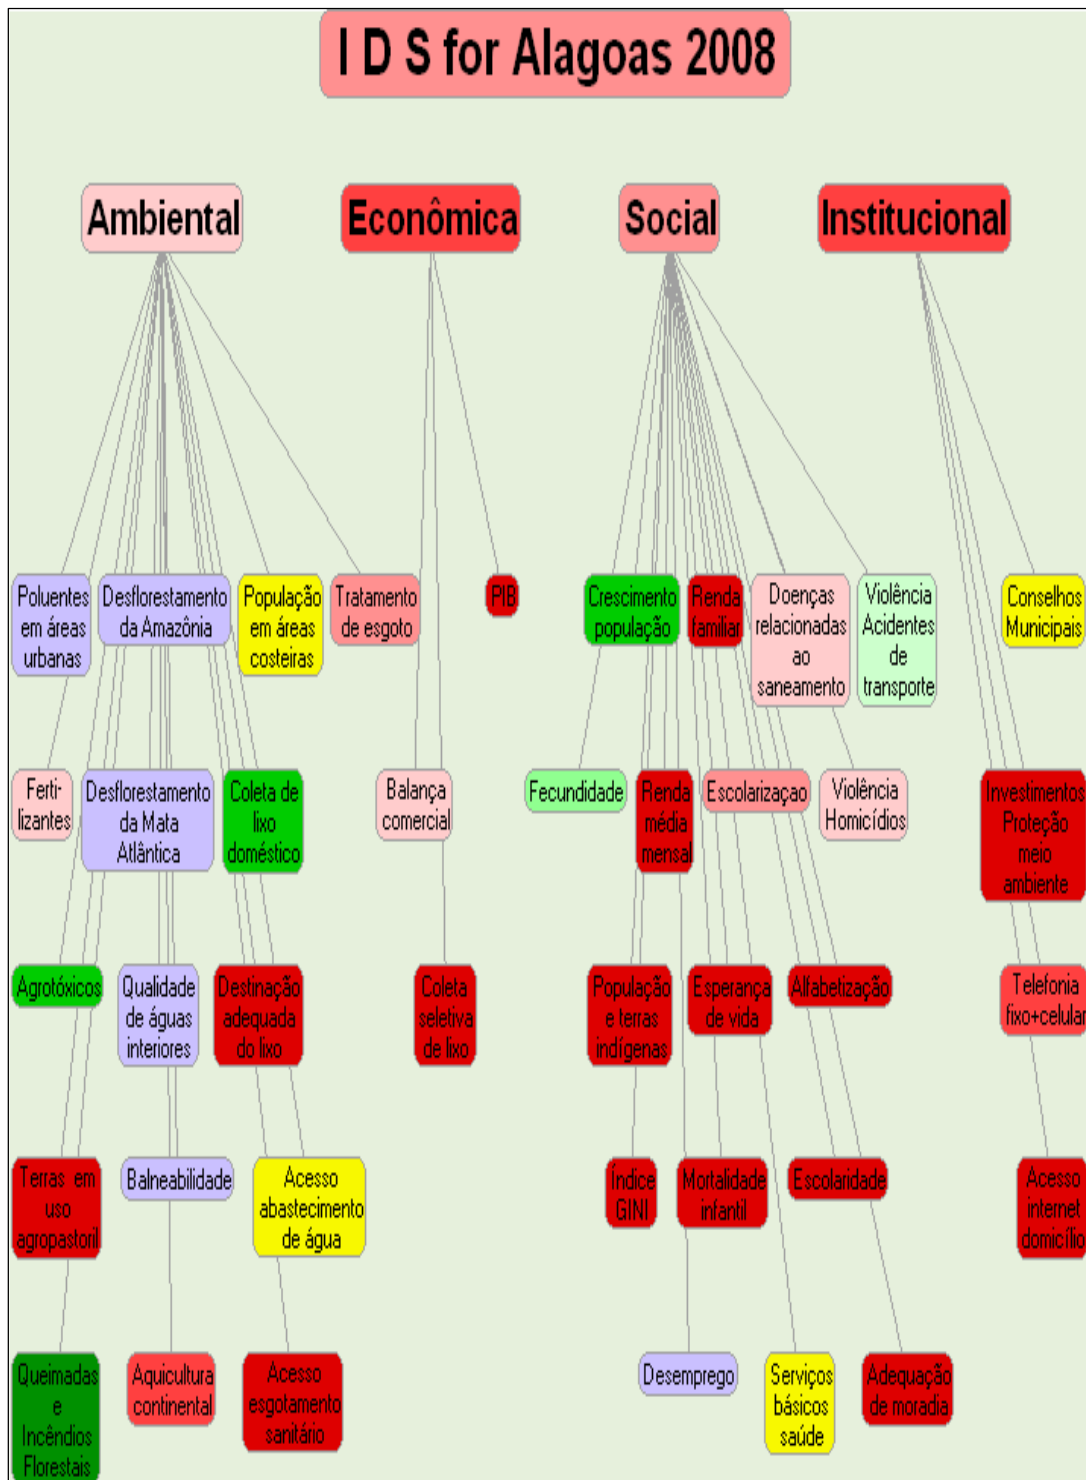 I D S for Alagoas 2008
Ambiental
Econômica
Social
Institucional
Poluentes
em áreas
urbanas
Desflorestamento
da Amazônia
População
em áreas
costeiras
Tratamento
de esgoto
PIB
Crescimento
população
Renda
familiar
Doenças
relacionadas
ao
saneamento
Violência
Acidentes
de
transporte
Conselhos
Municipais
Ferti-
lizantes
Desflorestamento
da Mata
Atlântica
Coleta de
lixo
doméstico
Balança
comercial
Fecundidade
Renda
média
mensal
Escolarizaçao
Violência
Homicídios
Investimentos
Proteção
meio
ambiente
Agrotóxicos
Qualidade
de águas
interiores
Destinação
adequada
do lixo
Coleta
seletiva
de lixo
População
e terras
indígenas
Esperança
de vida
Alfabetização
Telefonia
fixo+celular
Terras em
uso
agropastoril
Balneabilidade
Acesso
abastecimento
de água
Índice
GINI
Mortalidade
infantil
Escolaridade
Acesso
internet
domicílio
Queimadas
e
Incêndios
Florestais
Aquicultura
continental
Acesso
esgotamento
sanitário
Desemprego
Serviços
básicos
saúde
Adequação
de moradia